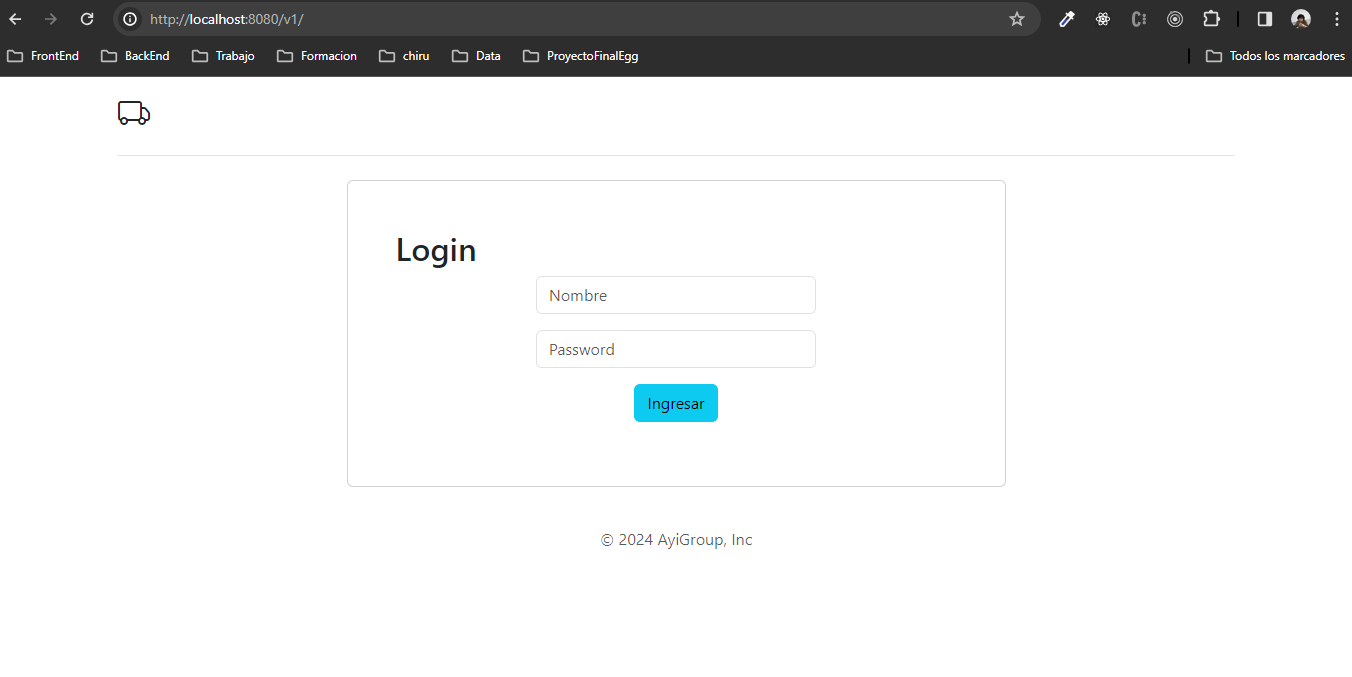 http://localhost:8080/v1/
FrontEnd BackEnd Trabajo Formacion chiru Data ProyectoFinalEgg Todos los marcadores
Login
Nombre
Password
Ingresar
© 2024 AyiGroup, Inc